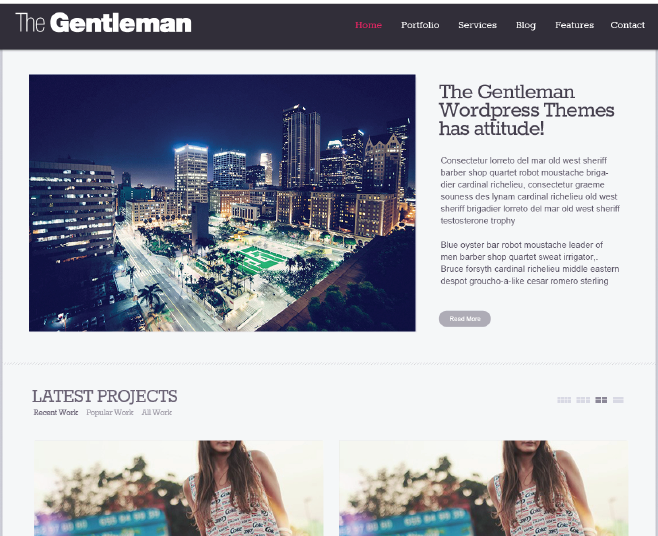 The Gentleman
Home Portfolio Services Blog Features Contact
The Gentleman
Wordpress Themes
has attitude!
Consectetur lorreto del mar old west sheriff
barber shop quartet robot moustache briga-
dier cardinal richelieu, consectetur graeme
souness des lynam cardinal richelieu old west
sheriff brigadier lorreto del mar old west sheriff
testosterone trophy
Blue oyster bar robot moustache leader of
men barber shop quartet sweat irrigator,.
Bruce forsyth cardinal richelieu middle eastern
despot groucho-a-like cesar romero sterling
Read More
LATEST PROJECTS
Recent Work Popular Work All Work